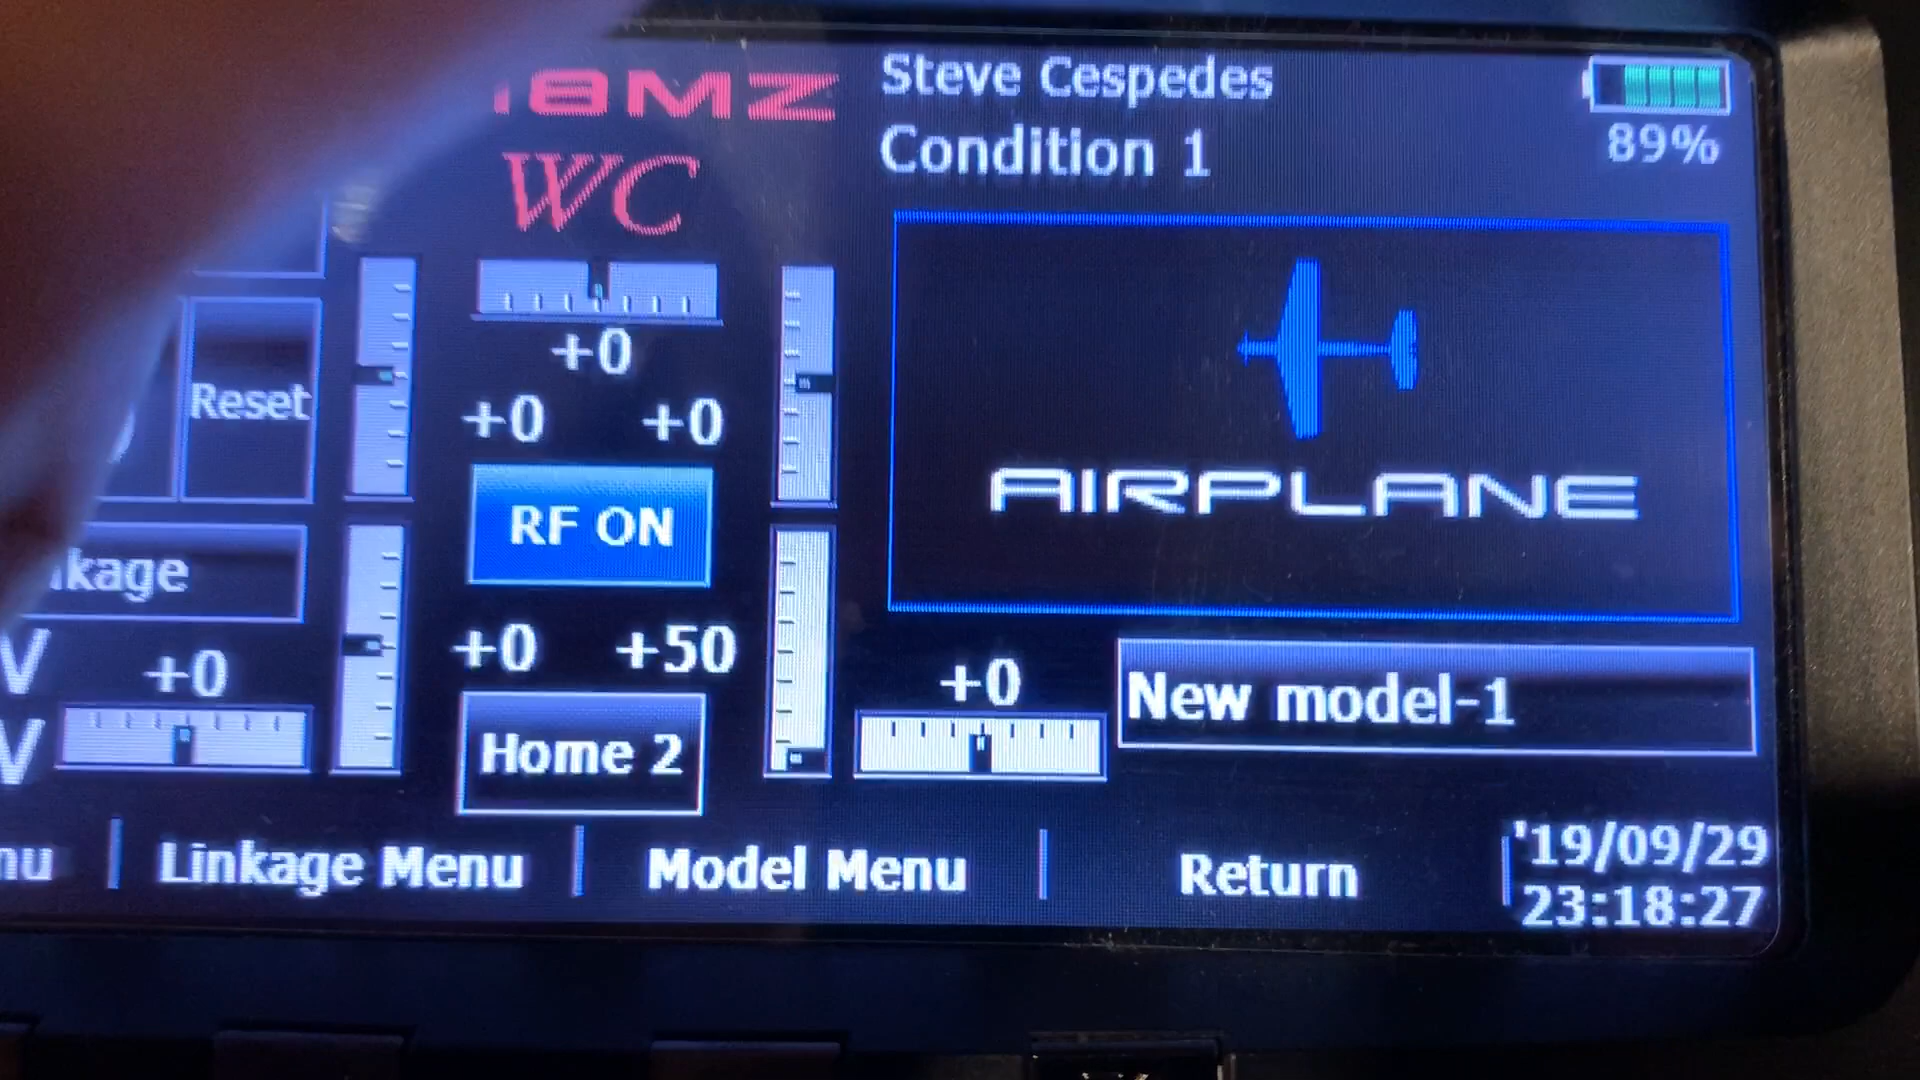 18MZ
WC
Steve Cespedes
Condition 1
89%
+0
+0 +0
Reset
RF ON
AIRPLANE
+0 +50
+0
+0
New model-1
Home 2
V
V
Linkage Menu
Model Menu
Return
'19/09/29
23:18:27